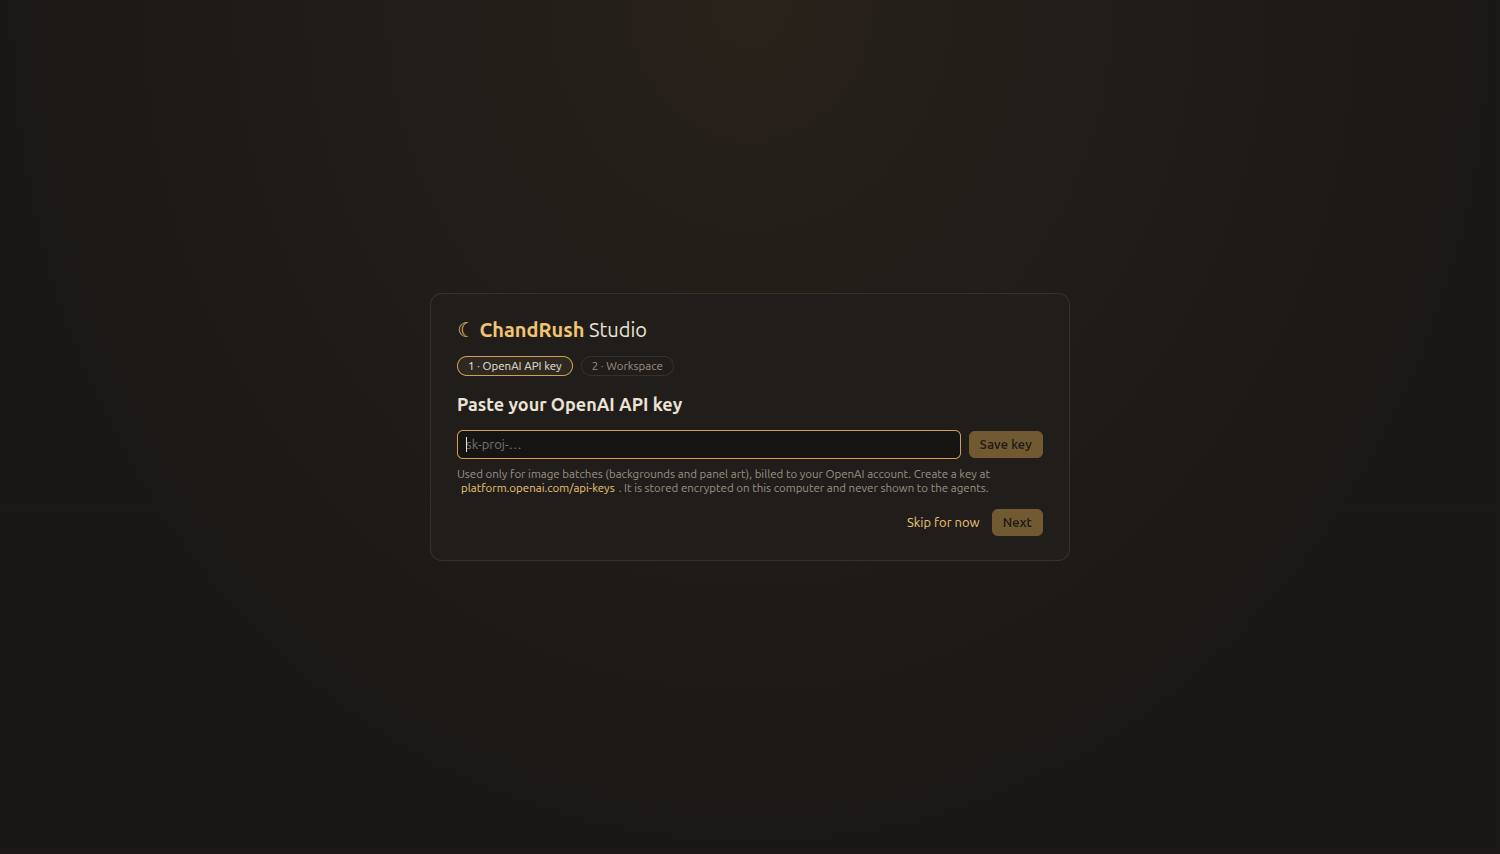 ☾ ChandRush Studio
1 · OpenAI API key
2 · Workspace
Paste your OpenAI API key
sk-proj-…
Save key
Used only for image batches (backgrounds and panel art), billed to your OpenAI account. Create a key at
platform.openai.com/api-keys . It is stored encrypted on this computer and never shown to the agents.
Skip for now
Next